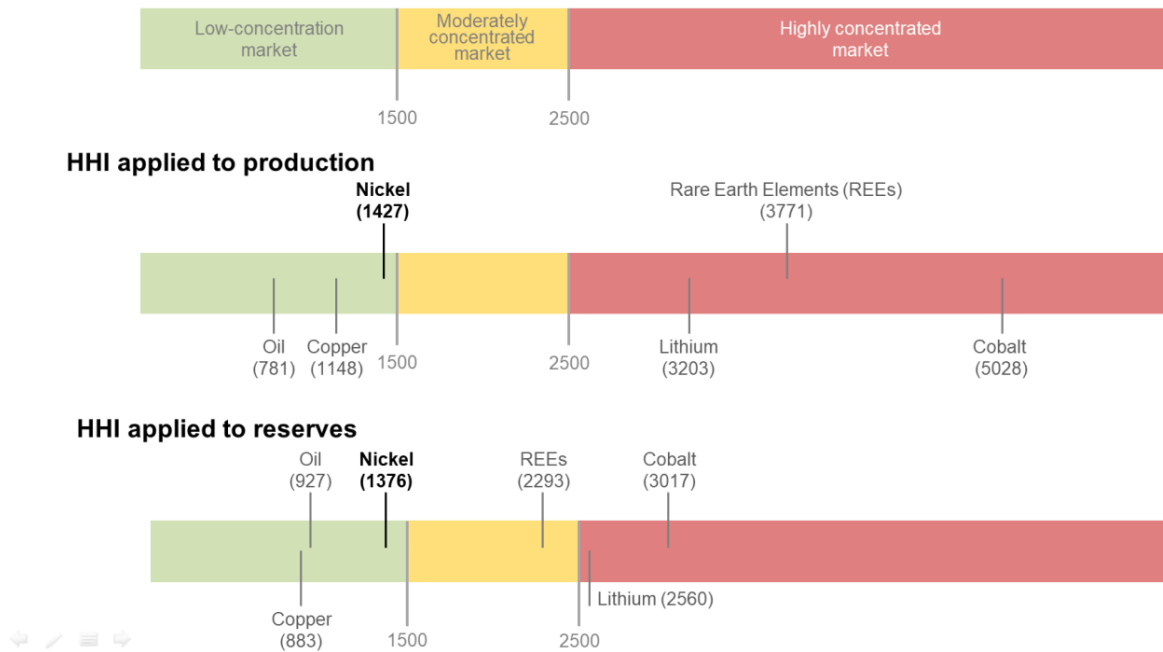 Low-concentration
market
Moderately
concentrated
market
Highly concentrated
market
1500
2500
HHI applied to production
Nickel
(1427)
Rare Earth Elements (REEs)
(3771)
Oil
(781)
Copper
(1148)
1500
2500
Lithium
(3203)
Cobalt
(5028)
HHI applied to reserves
Oil
(927)
Nickel
(1376)
REEs
(2293)
Cobalt
(3017)
Copper
(883)
1500
2500
Lithium (2560)